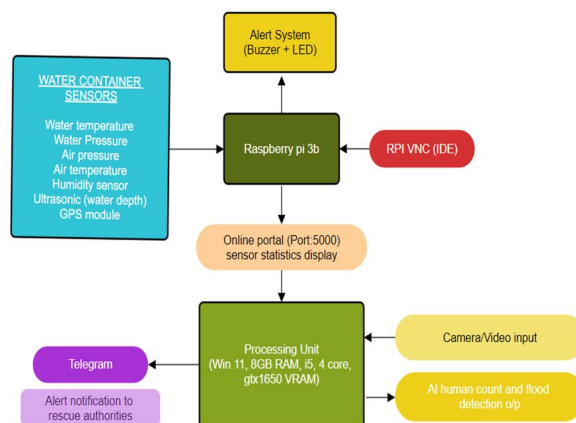 Alert System
(Buzzer + LED)
WATER CONTAINER
SENSORS
Water temperature
Water Pressure
Air pressure
Air temperature
Humidity sensor
Ultrasonic (water depth)
GPS module
Raspberry pi 3b
RPI VNC (IDE)
Online portal (Port:5000)
sensor statistics display
Processing Unit
(Win 11, 8GB RAM, i5, 4 core,
gtx1650 VRAM)
Camera/Video input
Telegram
Alert notification to
rescue authorities
AI human count and flood
detection o/p